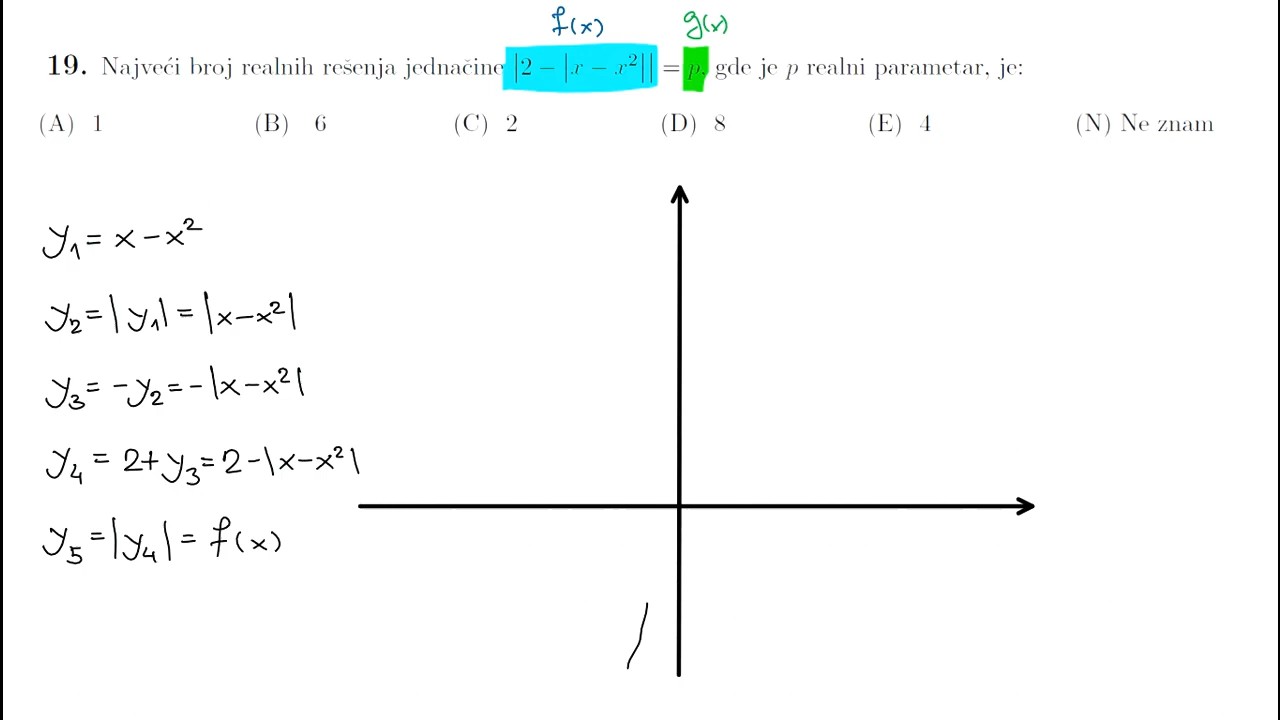 f(x) g(x)
19. Najveći broj realnih rešenja jednačine |2 − |x − x²|| = p, gde je p realni parametar, je:
(A) 1 (B) 6 (C) 2 (D) 8 (E) 4 (N) Ne znam
y₁ = x − x²
y₂ = |y₁| = |x − x²|
y₃ = −y₂ = −|x − x²|
y₄ = 2 + y₃ = 2 − |x − x²|
y₅ = |y₄| = f(x)